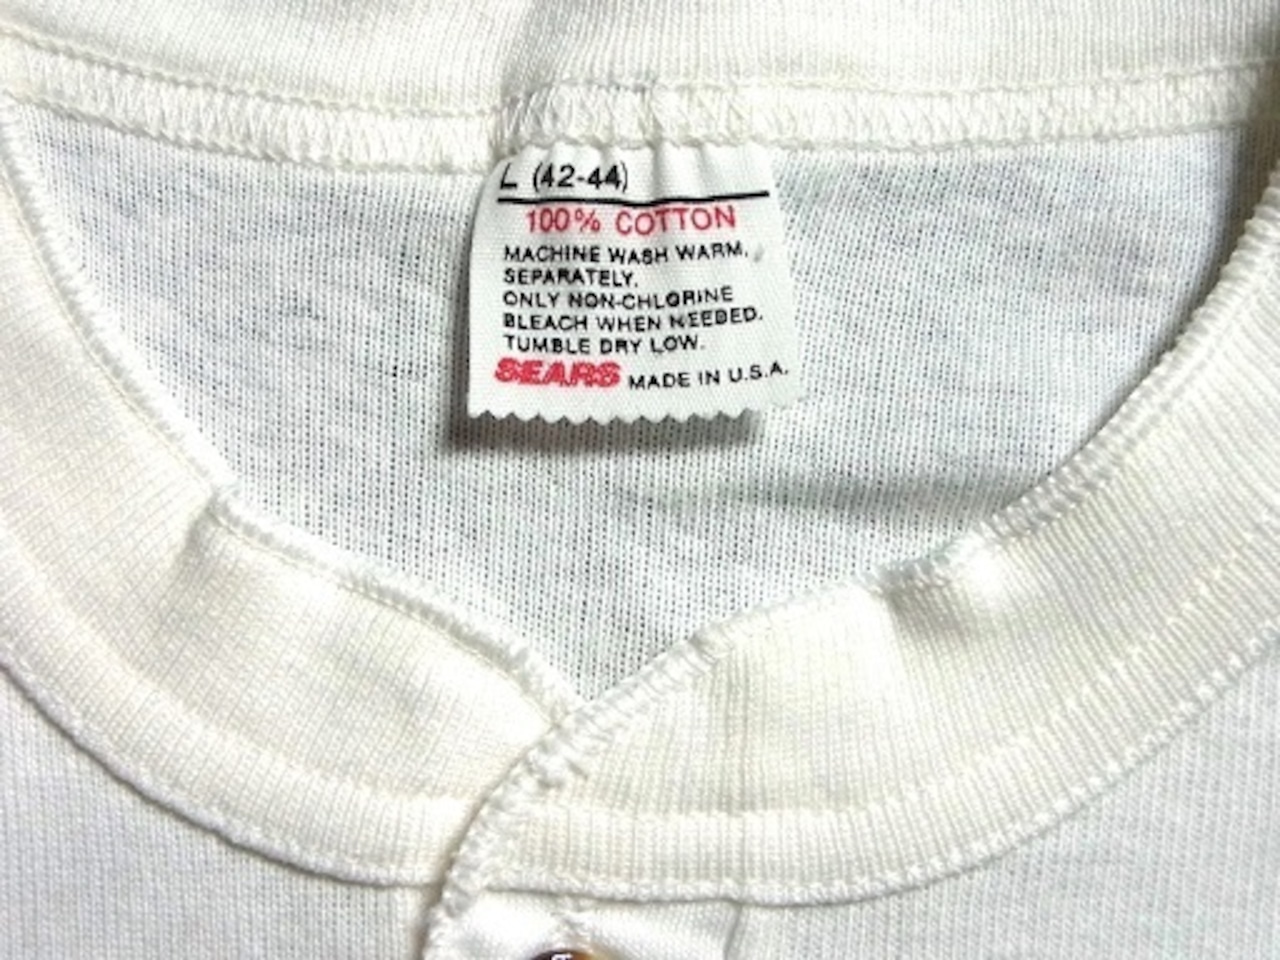 L (42-44)
100% COTTON
MACHINE WASH WARM,
SEPARATELY.
ONLY NON-CHLORINE
BLEACH WHEN NEEDED.
TUMBLE DRY LOW.
SEARS MADE IN U.S.A.